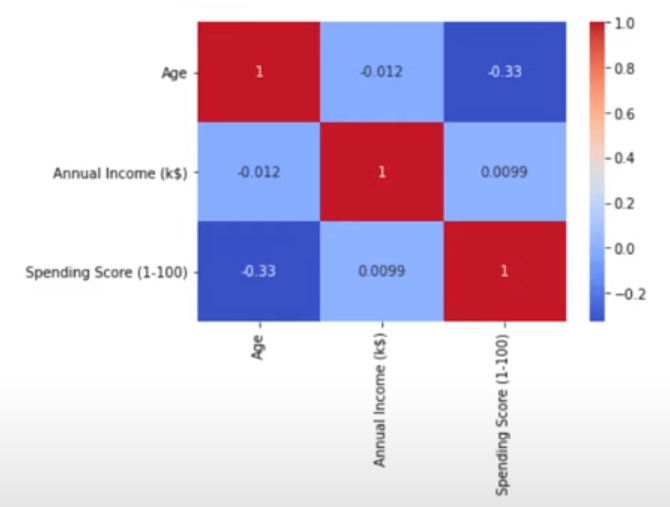 1.0
Age
1
-0.012
-0.33
0.8
0.6
Annual Income (k$)
-0.012
1
0.0099
0.4
0.2
Spending Score (1-100)
-0.33
0.0099
1
0.0
-0.2
Age
Annual Income (k$)
Spending Score (1-100)